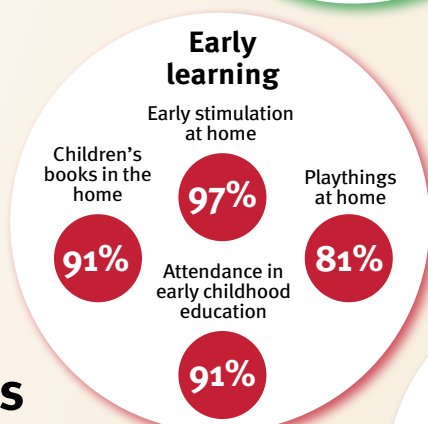 Early
learning
Early stimulation
at home
97%
Children’s
books in the
home
91%
Playthings
at home
81%
Attendance in
early childhood
education
91%
s